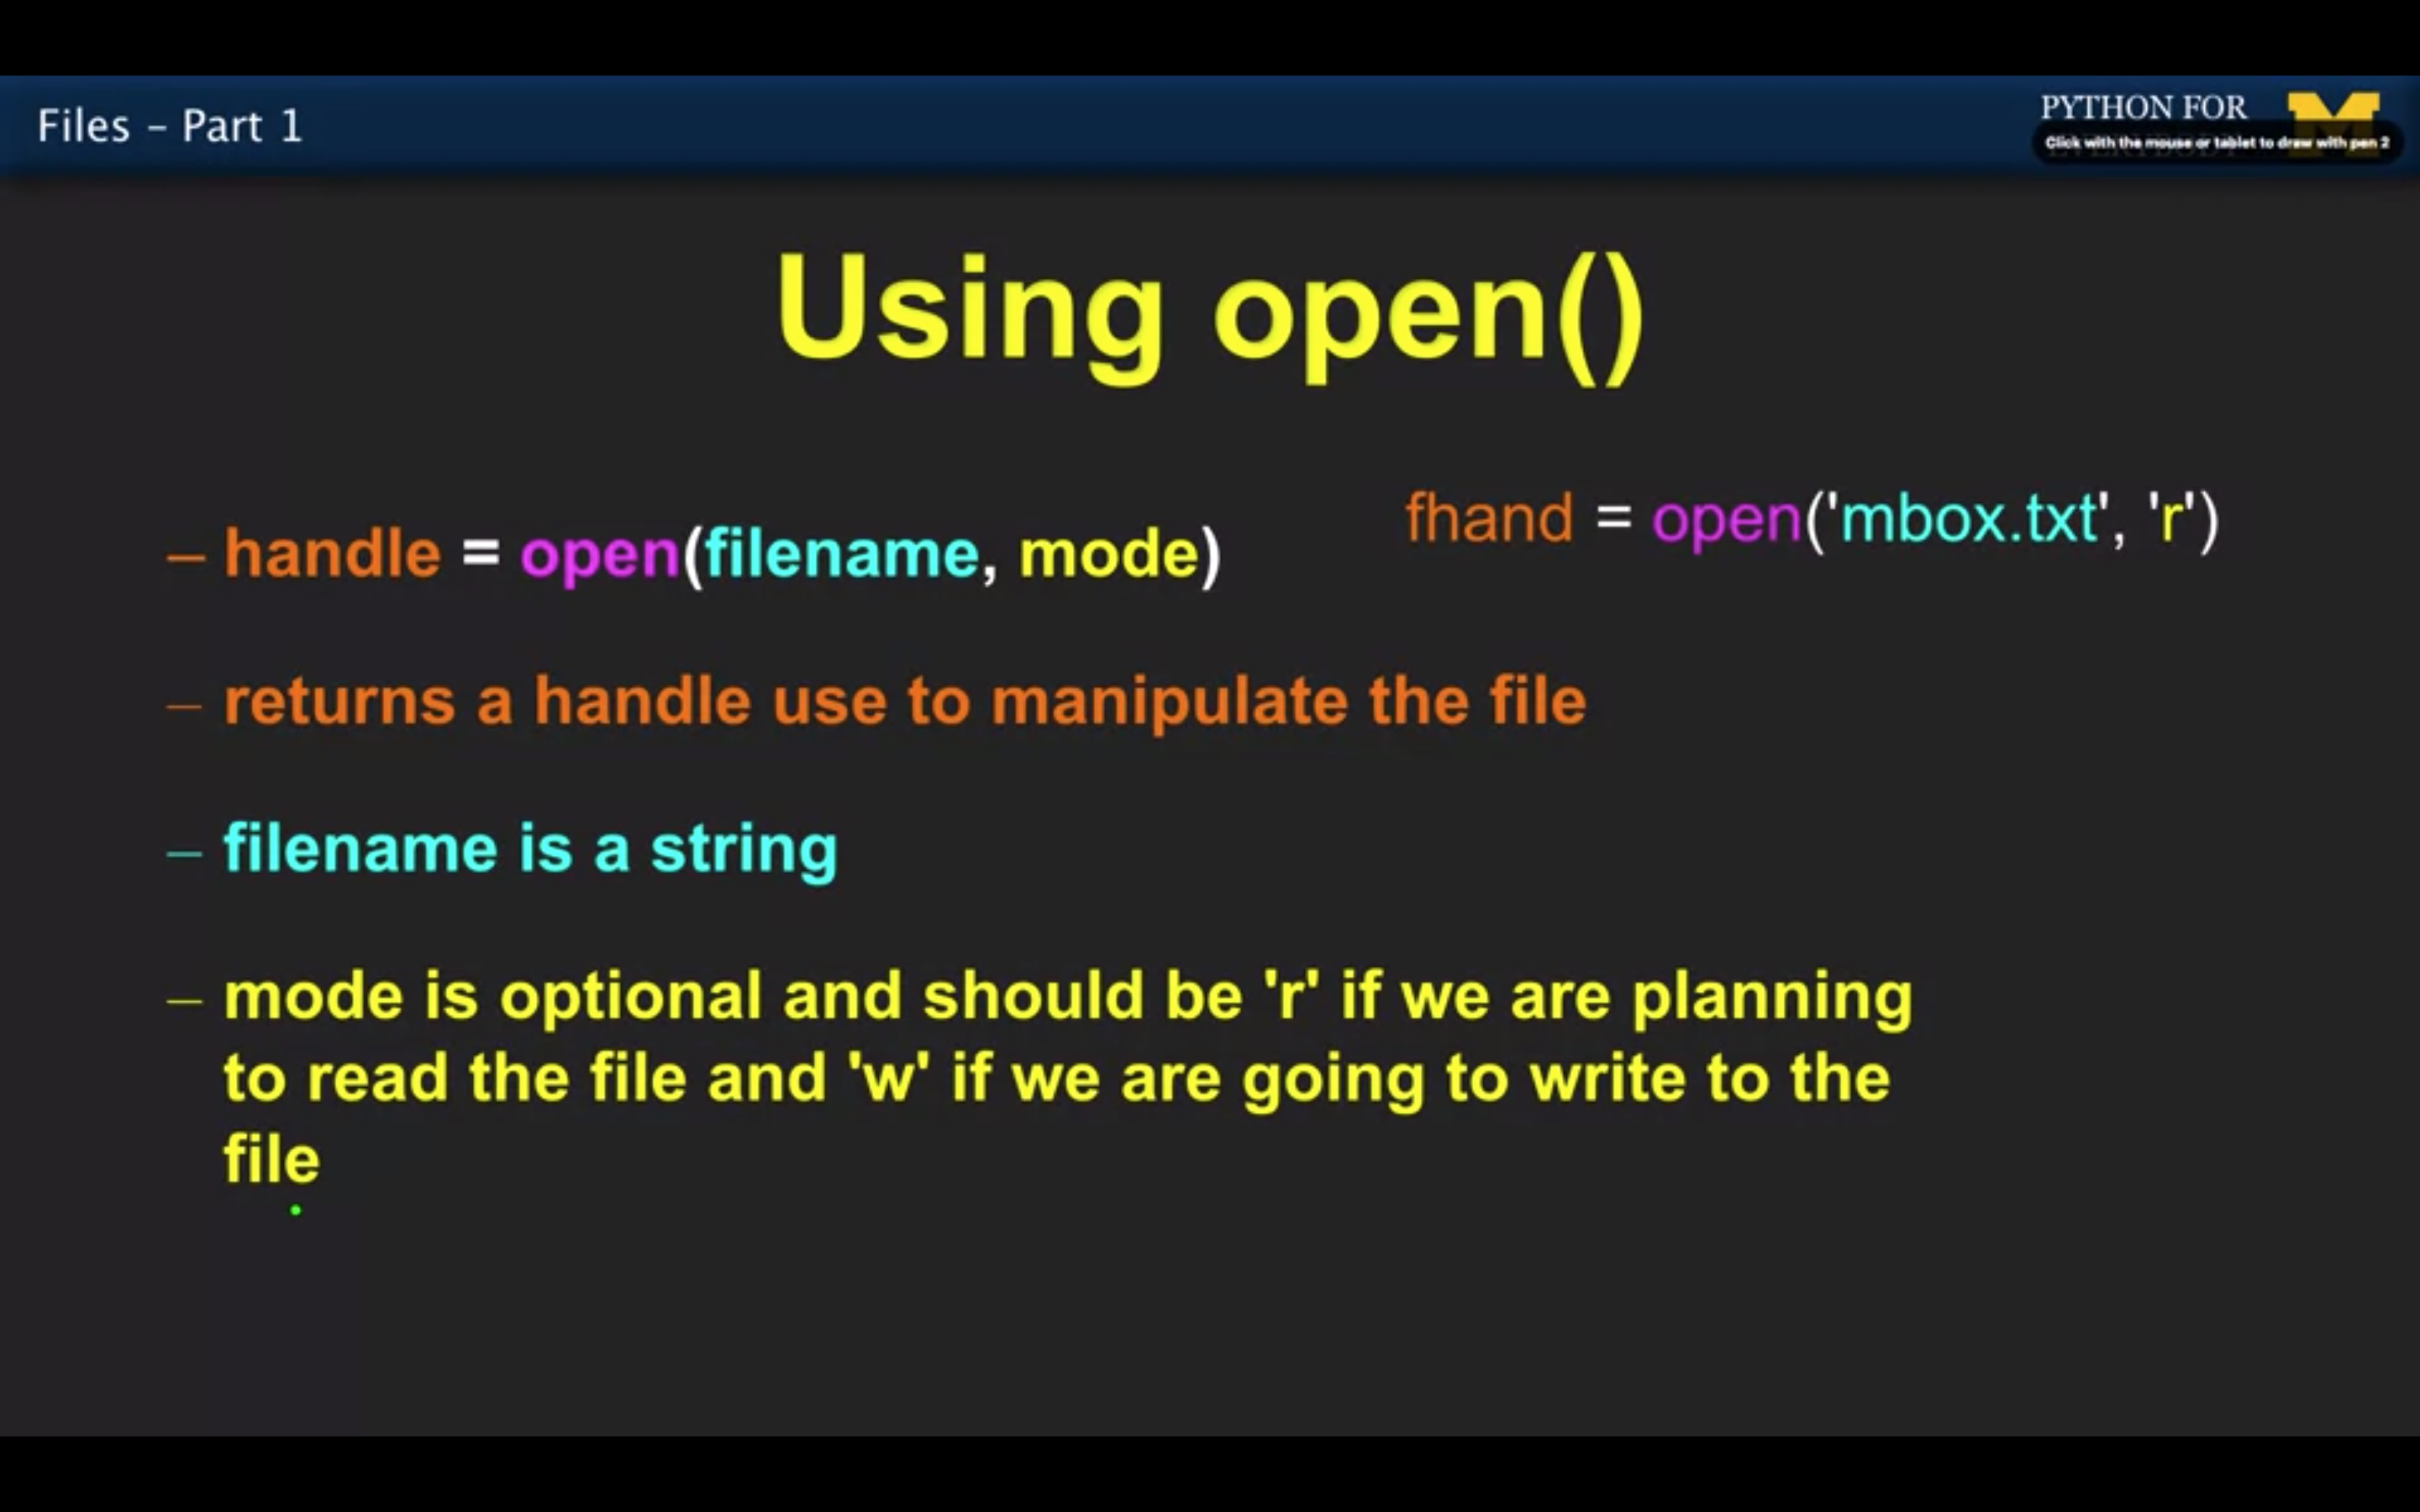 Files – Part 1
PYTHON FOR
Click with the mouse or tablet to draw with pen 2
Using open()
– handle = open(filename, mode)
fhand = open('mbox.txt', 'r')
– returns a handle use to manipulate the file
– filename is a string
– mode is optional and should be 'r' if we are planning
to read the file and 'w' if we are going to write to the
file